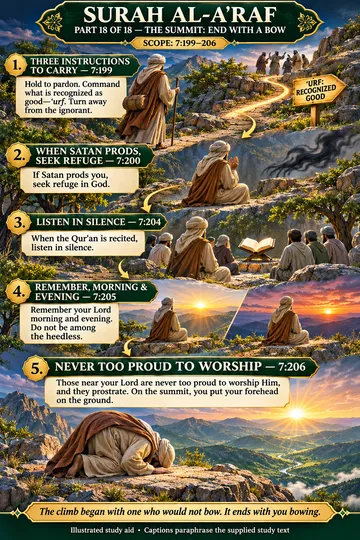 SURAH AL-A'RAF
PART 18 OF 18 — THE SUMMIT: END WITH A BOW
SCOPE: 7:199–206
1. THREE INSTRUCTIONS
TO CARRY — 7:199
Hold to pardon. Command
what is recognized as
good—'urf. Turn away
from the ignorant.
'URF:
RECOGNIZED
GOOD
2. WHEN SATAN PRODS,
SEEK REFUGE — 7:200
If Satan prods you,
seek refuge in God.
3. LISTEN IN SILENCE — 7:204
When the Qur'an is recited,
listen in silence.
4. REMEMBER, MORNING &
EVENING — 7:205
Remember your Lord
morning and evening.
Do not be among
the heedless.
5. NEVER TOO PROUD TO WORSHIP — 7:206
Those near your Lord are never too proud to worship Him,
and they prostrate. On the summit, you put your forehead
on the ground.
The climb began with one who would not bow. It ends with you bowing.
Illustrated study aid • Captions paraphrase the supplied study text